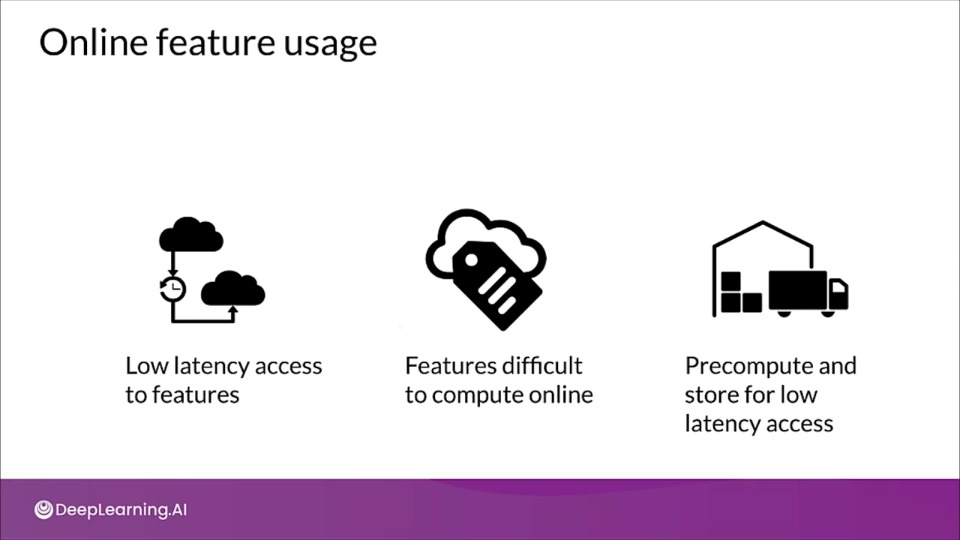 Online feature usage
Low latency access
to features
Features difficult
to compute online
Precompute and
store for low
latency access
DeepLearning.AI